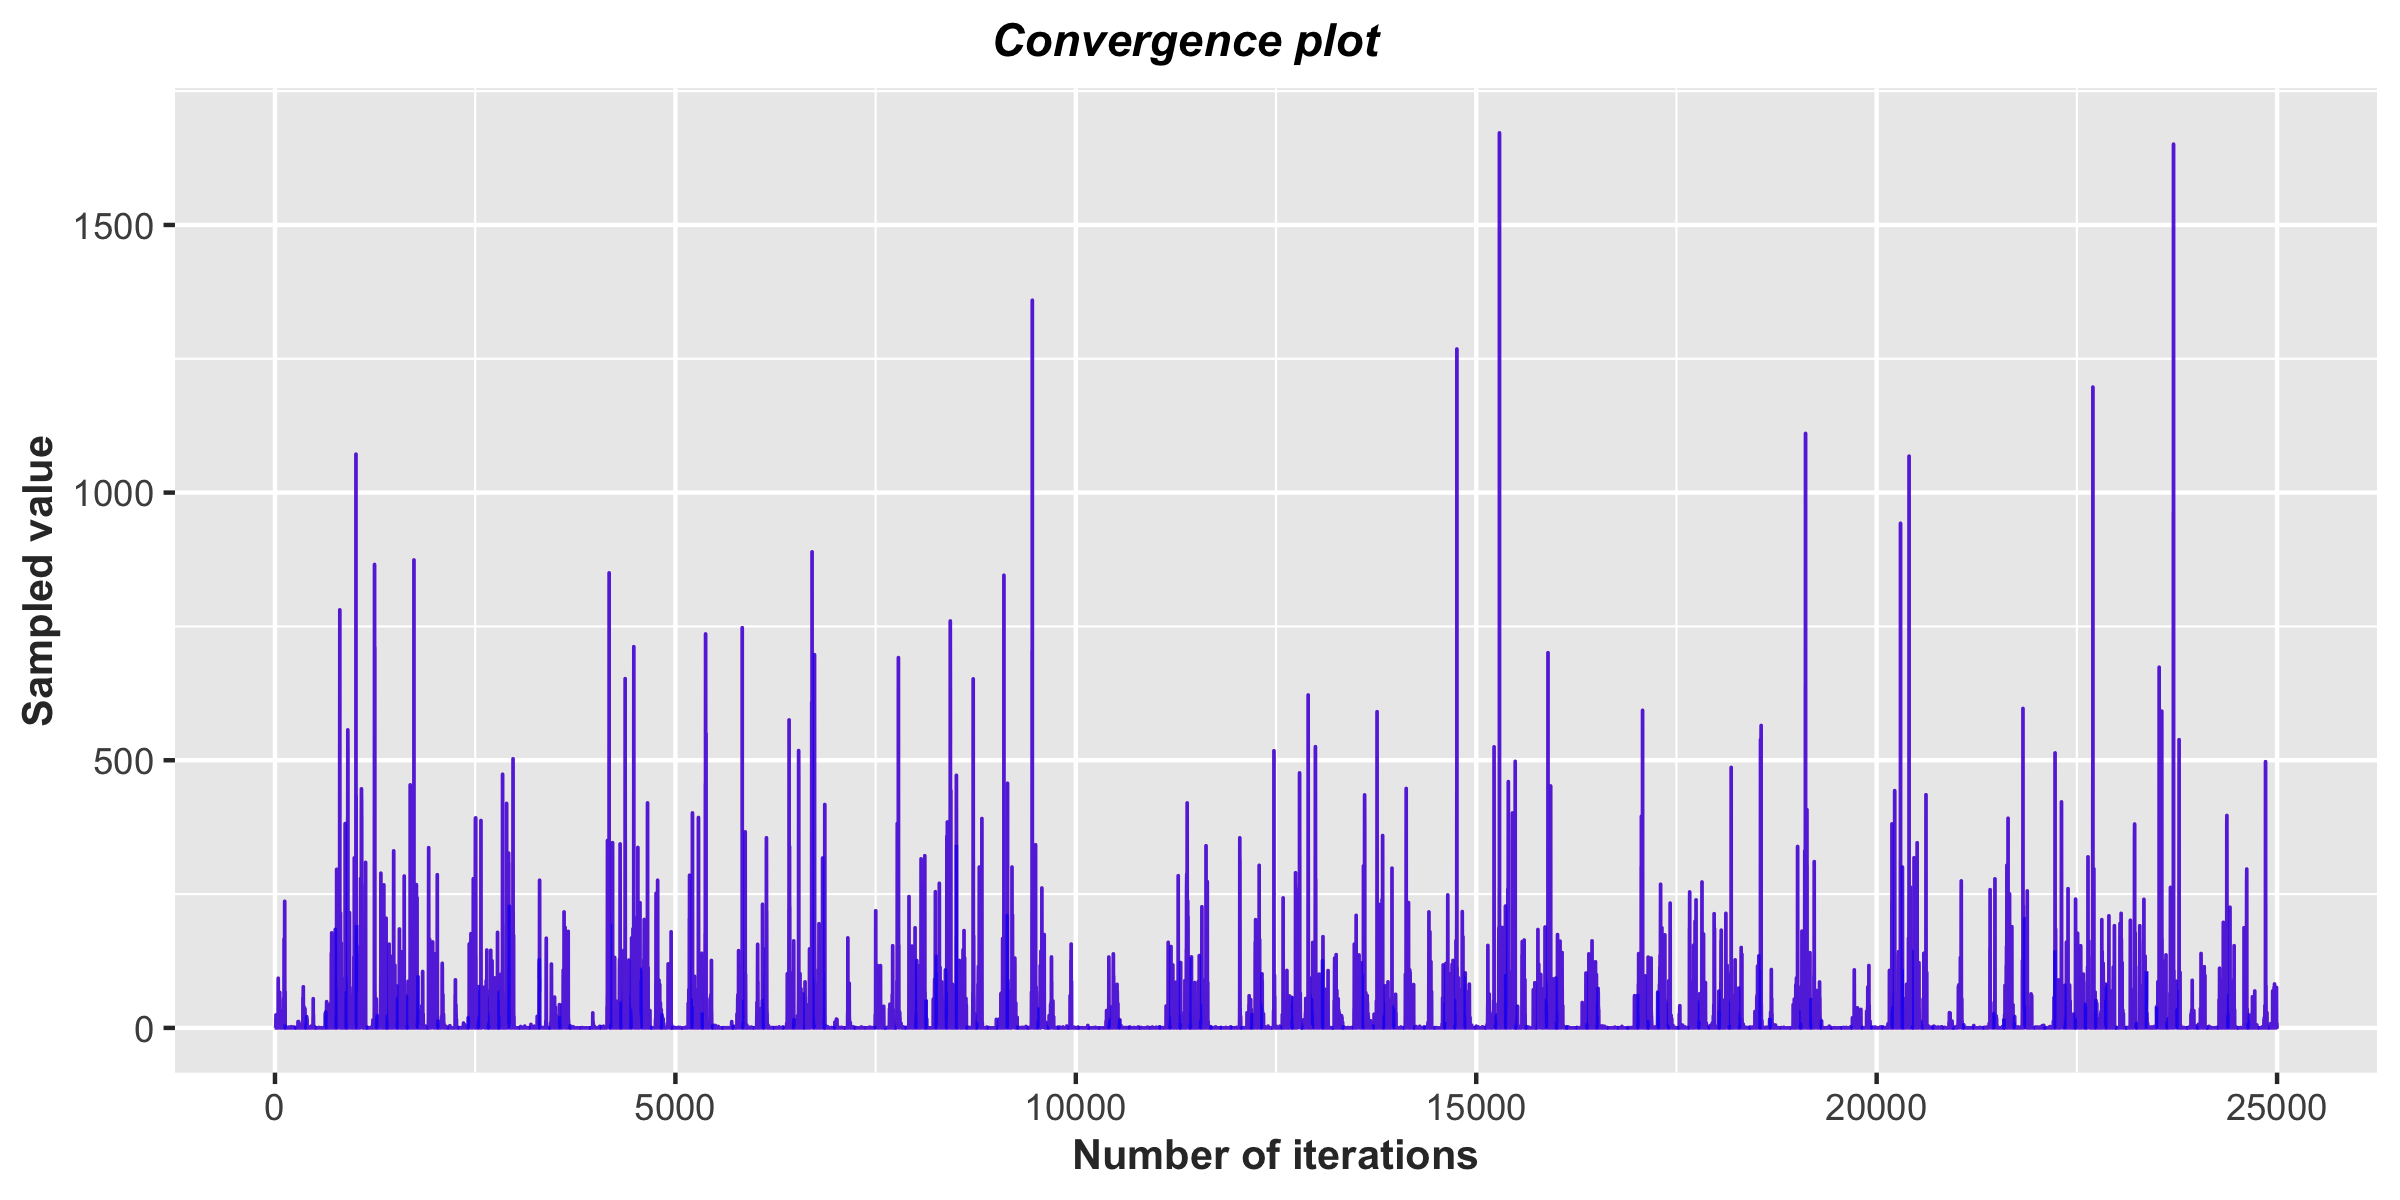 Convergence plot
Sampled value
1500
1000
500
0
0 5000 10000 15000 20000 25000
Number of iterations